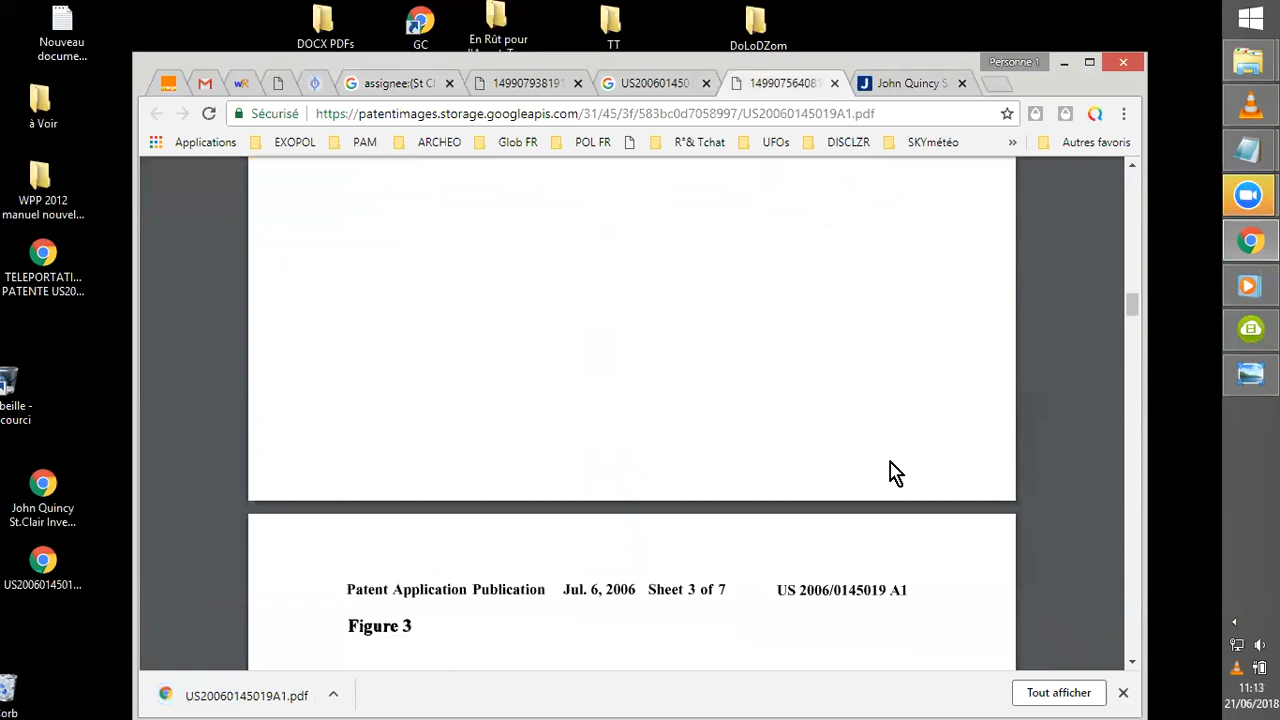 Nouveau
docume...
DOCX PDFs
GC
En Rût pour
TT
DoLoDZom
à Voir
WPP 2012
manuel nouvel...
TELEPORTATI...
PATENTE US20...
beille -
courci
John Quincy
St.Clair Inve...
US2006014501...
Corb
Personne 1
assignee:(St C
US20060145
John Quincy S
Sécurisé
https://patentimages.storage.googleapis.com/31/45/3f/583bc0d7058997/US20060145019A1.pdf
Applications
EXOPOL
PAM
ARCHEO
Glob FR
POL FR
R°& Tchat
UFOs
DISCLZR
SKYmétéo
»
Autres favoris
Patent Application Publication Jul. 6, 2006 Sheet 3 of 7 US 2006/0145019 A1
Figure 3
US20060145019A1.pdf
Tout afficher
11:13
21/06/2018